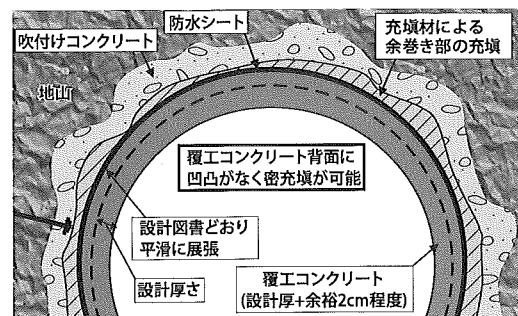 防水シート
吹付けコンクリート
充塡材による
余巻き部の充塡
地山
覆工コンクリート背面に
凹凸がなく密充塡が可能
設計図書どおり
平滑に展張
設計厚さ
覆工コンクリート
(設計厚+余裕2cm程度)